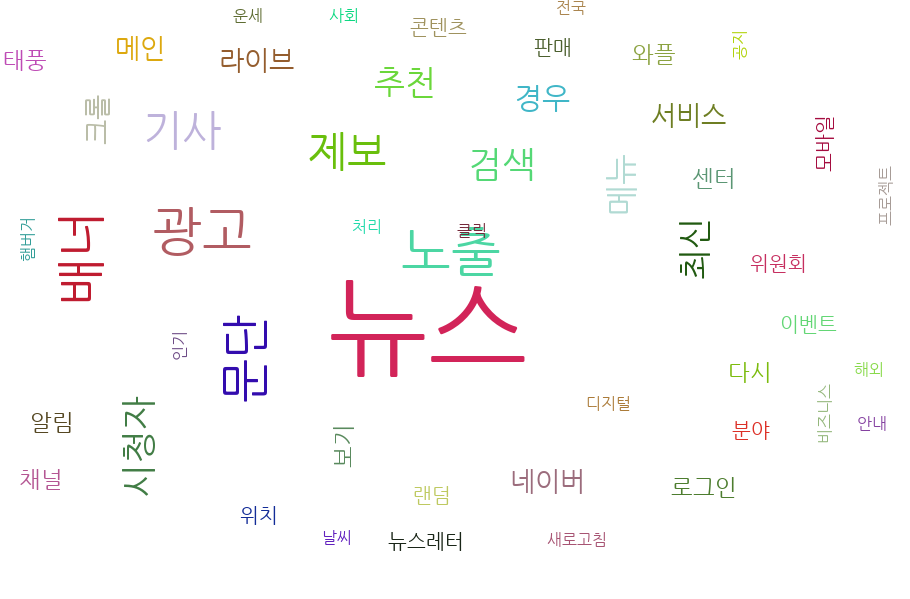 운세
사회
콘텐츠
전국
태풍
메인
라이브
판매
와플
공지
추천
경우
크롤
기사
제보
검색
서비스
모바일
뉴썸
센터
프로젝트
햄버거
배너
광고
처리
클릭
노출
최신
위원회
뉴스
인기
문단
이벤트
다시
해외
알림
시청자
보기
디지털
분야
비즈니스
안내
채널
랜덤
네이버
로그인
위치
날씨
뉴스레터
새로고침